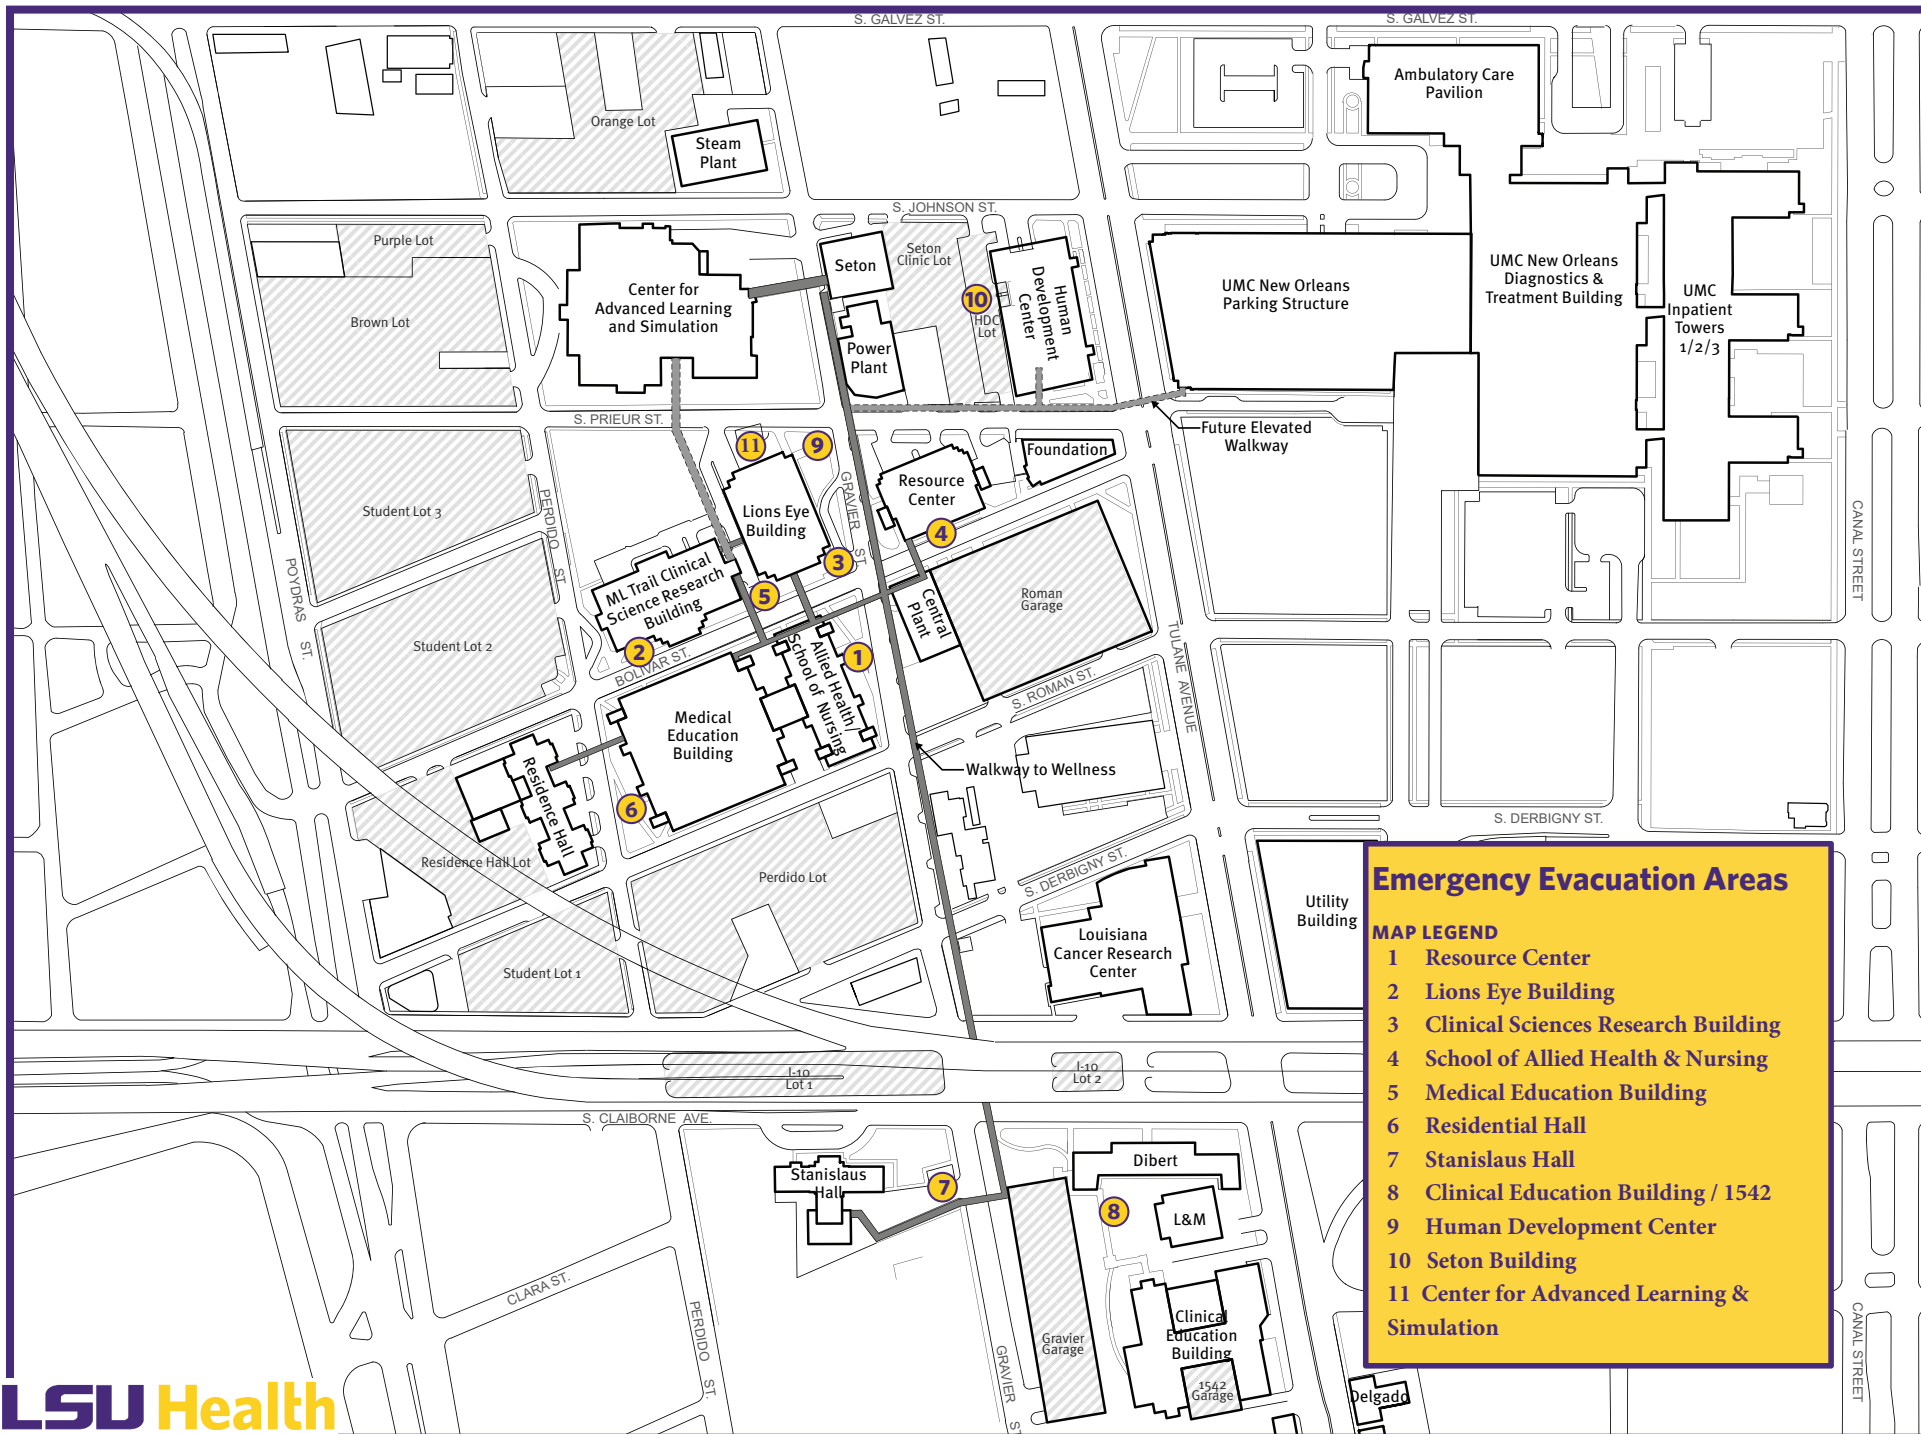 S. GALVEZ ST.
S. GALVEZ ST.
Ambulatory Care
Pavilion
Orange Lot
Steam
Plant
S. JOHNSON ST.
Purple Lot
Seton
Clinic Lot
Seton
Human
Development
Center
Center for
Advanced Learning
and Simulation
10
HDC
Lot
UMC New Orleans
Parking Structure
UMC New Orleans
Diagnostics &
Treatment Building
UMC
Inpatient
Towers
1/2/3
Brown Lot
Power
Plant
S. PRIEUR ST.
Future Elevated
Walkway
11
9
Foundation
Resource
Center
GRAVIER
ST.
Student Lot 3
PERDIDO
ST.
Lions Eye
Building
CANAL STREET
4
3
POYDRAS
ST.
ML Trail Clinical
Science Research
Building
5
Central
Plant
Roman
Garage
Student Lot 2
2
BOLIVAR ST.
1
TULANE AVENUE
Allied Health/
School of Nursing
S. ROMAN ST.
Medical
Education
Building
Walkway to Wellness
Residence Hall
6
S. DERBIGNY ST.
Residence Hall Lot
Perdido Lot
S. DERBIGNY ST.
Utility
Building
Louisiana
Cancer Research
Center
Student Lot 1
Emergency Evacuation Areas
MAP LEGEND
1 Resource Center
2 Lions Eye Building
3 Clinical Sciences Research Building
4 School of Allied Health & Nursing
5 Medical Education Building
6 Residential Hall
7 Stanislaus Hall
8 Clinical Education Building / 1542
9 Human Development Center
10 Seton Building
11 Center for Advanced Learning &
Simulation
I-10
Lot 1
I-10
Lot 2
S. CLAIBORNE AVE.
Stanislaus
Hall
7
Dibert
8
L&M
CLARA ST.
PERDIDO
ST.
GRAVIER
ST.
Gravier
Garage
Clinical
Education
Building
1542
Garage
Delgado
CANAL STREET
LSU Health